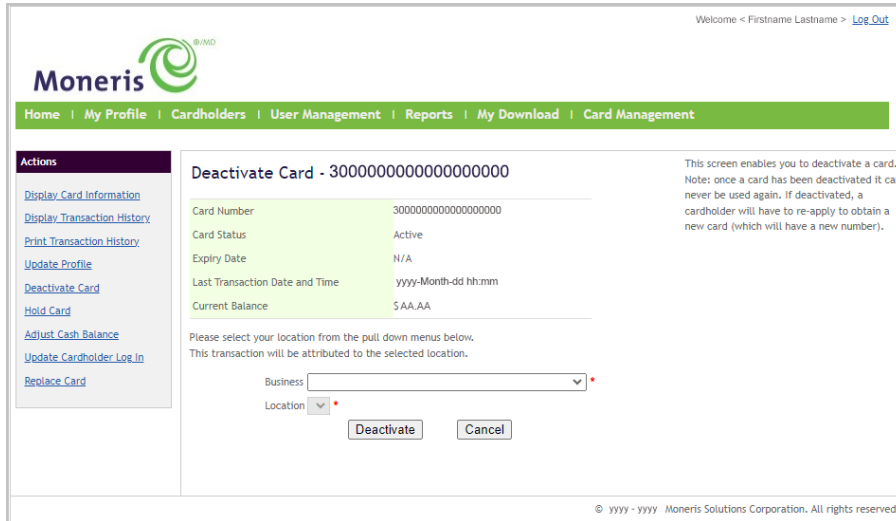 Welcome < Firstname Lastname > Log Out
Moneris ®/MD
Home | My Profile | Cardholders | User Management | Reports | My Download | Card Management
Actions
Display Card Information
Display Transaction History
Print Transaction History
Update Profile
Deactivate Card
Hold Card
Adjust Cash Balance
Update Cardholder Log In
Replace Card
Deactivate Card - 3000000000000000000
Card Number 3000000000000000000
Card Status Active
Expiry Date N/A
Last Transaction Date and Time yyyy-Month-dd hh:mm
Current Balance $ AA.AA
Please select your location from the pull down menus below.
This transaction will be attributed to the selected location.
Business *
Location *
Deactivate Cancel
This screen enables you to deactivate a card.
Note: once a card has been deactivated it ca
never be used again. If deactivated, a
cardholder will have to re-apply to obtain a
new card (which will have a new number).
© yyyy - yyyy Moneris Solutions Corporation. All rights reserved